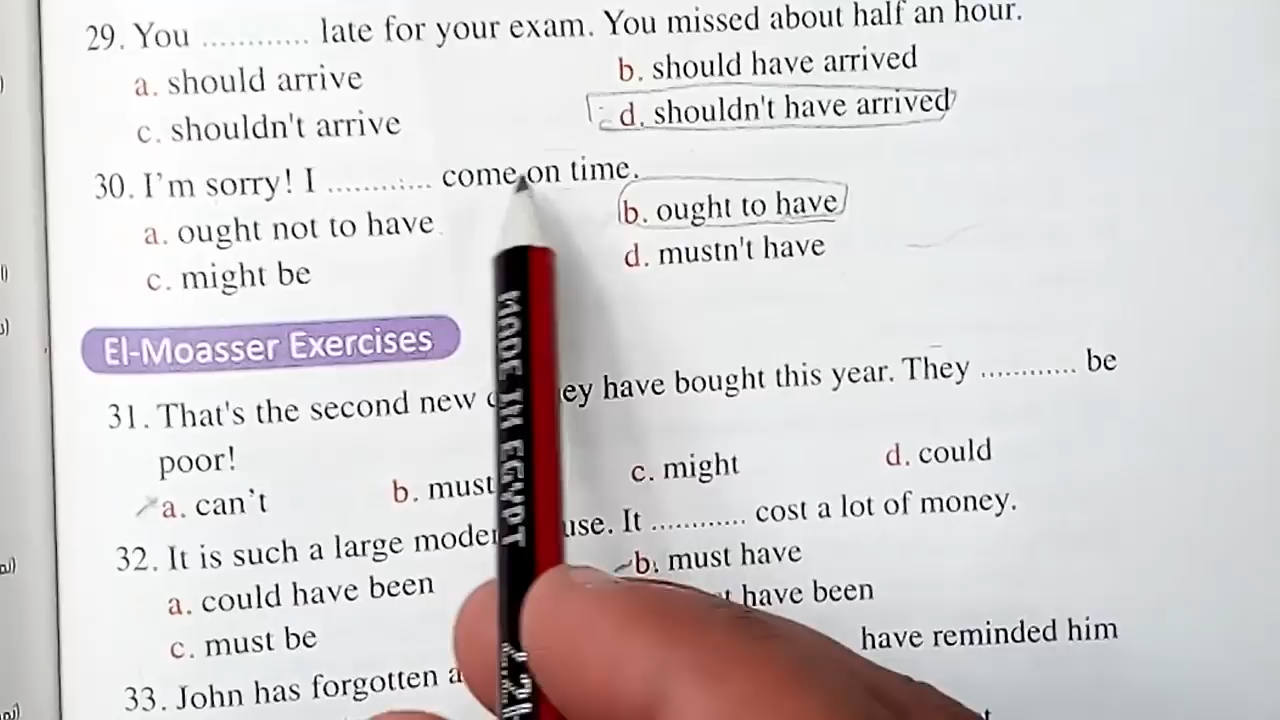 29. You ............ late for your exam. You missed about half an hour.
a. should arrive
b. should have arrived
c. shouldn't arrive
d. shouldn't have arrived
30. I'm sorry! I ............ come on time.
a. ought not to have
b. ought to have
c. might be
d. mustn't have
El-Moasser Exercises
31. That's the second new ey have bought this year. They ............ be
poor!
a. can't
b. must
c. might
d. could
32. It is such a large use. It ............ cost a lot of money.
a. could have been
b. must have
c. must be
have been
33. John has forgotten have reminded him
MADE IN EGYPT